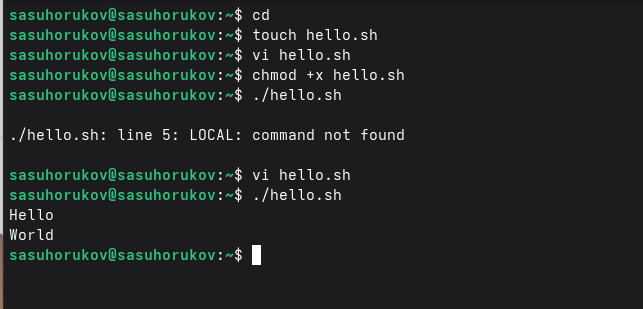 sasuhorukov@sasuhorukov:~$ cd
sasuhorukov@sasuhorukov:~$ touch hello.sh
sasuhorukov@sasuhorukov:~$ vi hello.sh
sasuhorukov@sasuhorukov:~$ chmod +x hello.sh
sasuhorukov@sasuhorukov:~$ ./hello.sh
./hello.sh: line 5: LOCAL: command not found
sasuhorukov@sasuhorukov:~$ vi hello.sh
sasuhorukov@sasuhorukov:~$ ./hello.sh
Hello
World
sasuhorukov@sasuhorukov:~$